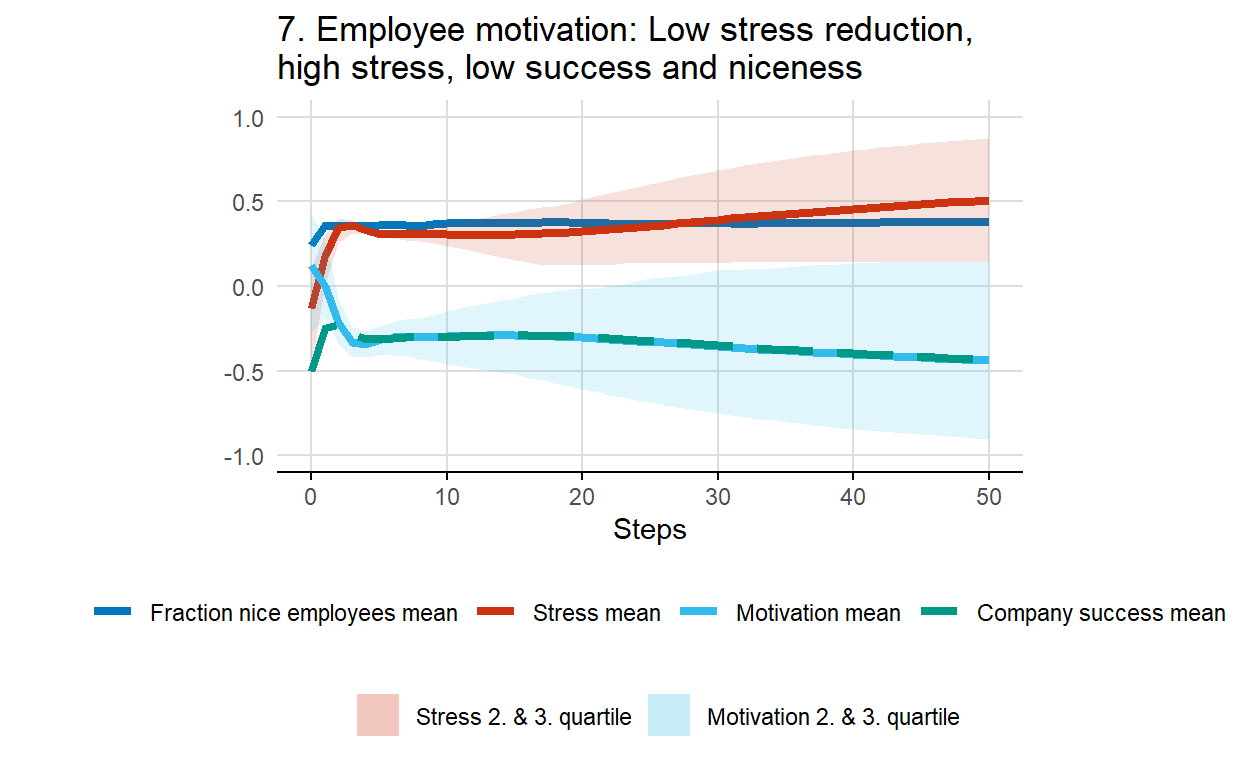 7. Employee motivation: Low stress reduction,
high stress, low success and niceness
1.0
0.5
0.0
-0.5
-1.0
0 10 20 30 40 50
Steps
Fraction nice employees mean Stress mean Motivation mean Company success mean
Stress 2. & 3. quartile Motivation 2. & 3. quartile